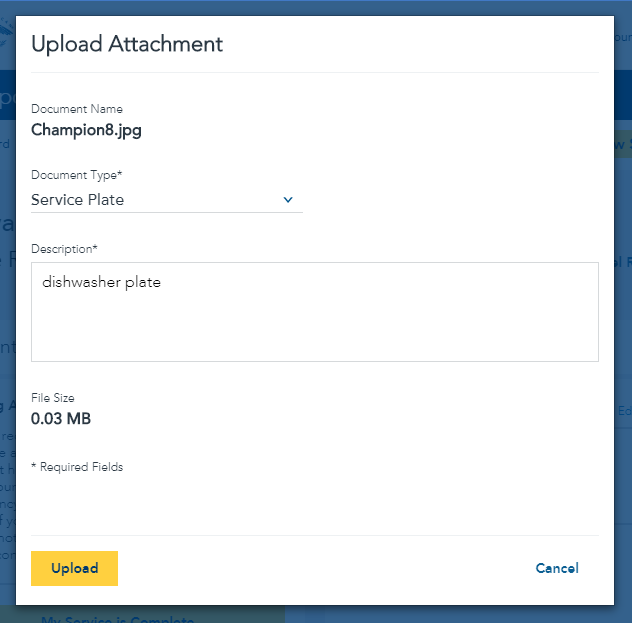 Upload Attachment
Document Name
Champion8.jpg
Document Type*
Service Plate
Description*
dishwasher plate
File Size
0.03 MB
* Required Fields
Upload
Cancel
My Service is Complete